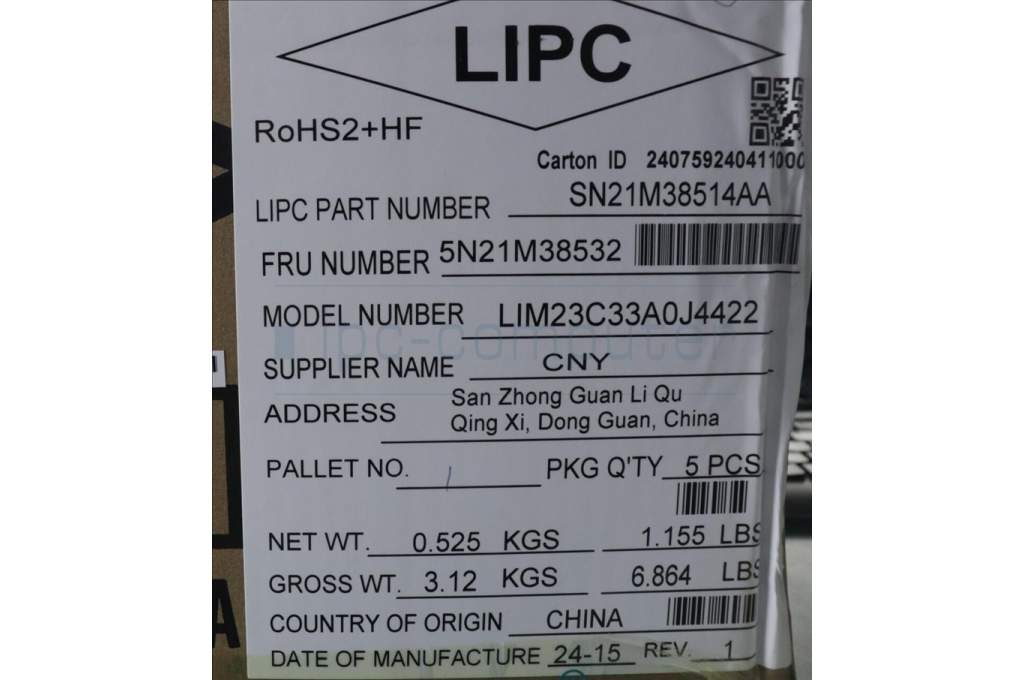 LIPC
RoHS2+HF
Carton ID 240759240411000
LIPC PART NUMBER SN21M38514AA
FRU NUMBER 5N21M38532
MODEL NUMBER LIM23C33A0J4422
ipc-computer
SUPPLIER NAME CNY
ADDRESS San Zhong Guan Li Qu
Qing Xi, Dong Guan, China
PALLET NO. / PKG Q'TY 5 PCS
NET WT. 0.525 KGS 1.155 LBS
GROSS WT. 3.12 KGS 6.864 LBS
COUNTRY OF ORIGIN CHINA
DATE OF MANUFACTURE 24-15 REV. 1